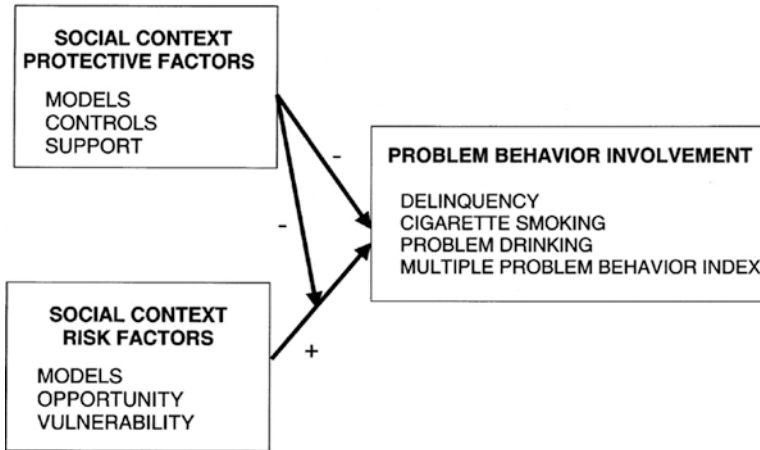 SOCIAL CONTEXT
PROTECTIVE FACTORS
MODELS
CONTROLS
SUPPORT
-
-
PROBLEM BEHAVIOR INVOLVEMENT
DELINQUENCY
CIGARETTE SMOKING
PROBLEM DRINKING
MULTIPLE PROBLEM BEHAVIOR INDEX
SOCIAL CONTEXT
RISK FACTORS
MODELS
OPPORTUNITY
VULNERABILITY
+